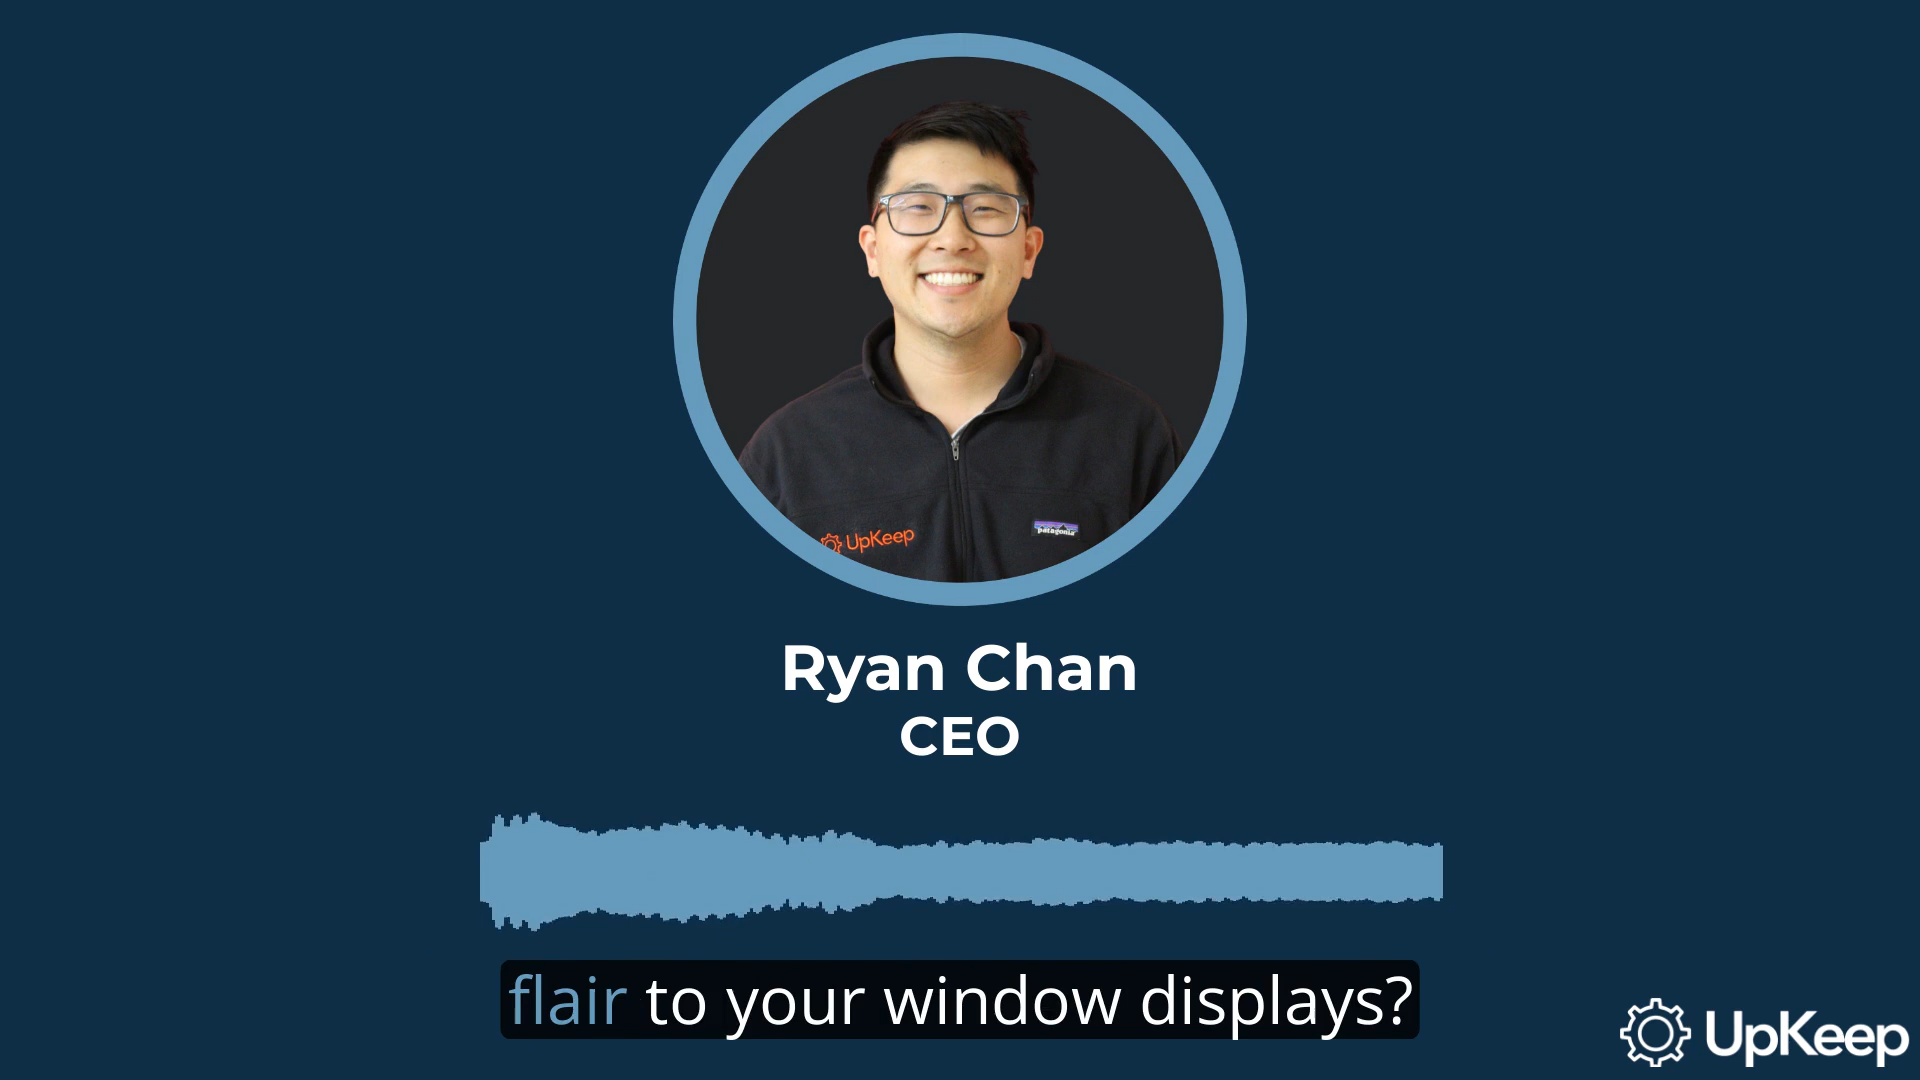 UpKeep
patagonia
Ryan Chan
CEO
flair to your window displays?
UpKeep